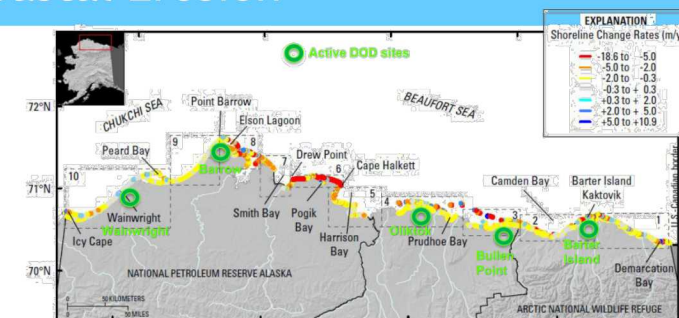 EXPLANATION
Shoreline Change Rates (m/y
-18.6 to -5.0
-5.0 to -2.0
-2.0 to -0.3
-0.3 to + 0.3
+0.3 to + 2.0
+2.0 to + 5.0
+5.0 to +10.9
Active DOD sites
72°N
71°N
70°N
CHUKCHI SEA
BEAUFORT SEA
Point Barrow
Elson Lagoon
Barrow
Peard Bay
Drew Point
Cape Halkett
Camden Bay
Barter Island
Kaktovik
10
9
8
7
6
5
4
3
2
1
Wainwright
Wainwright
Icy Cape
Smith Bay
Pogik
Bay
Harrison
Bay
Oliktok
Prudhoe Bay
Bullen
Point
Barter
Island
Demarcation
Bay
NATIONAL PETROLEUM RESERVE ALASKA
ARCTIC NATIONAL WILDLIFE REFUGE
0 50 KILOMETERS
0 50 MILES